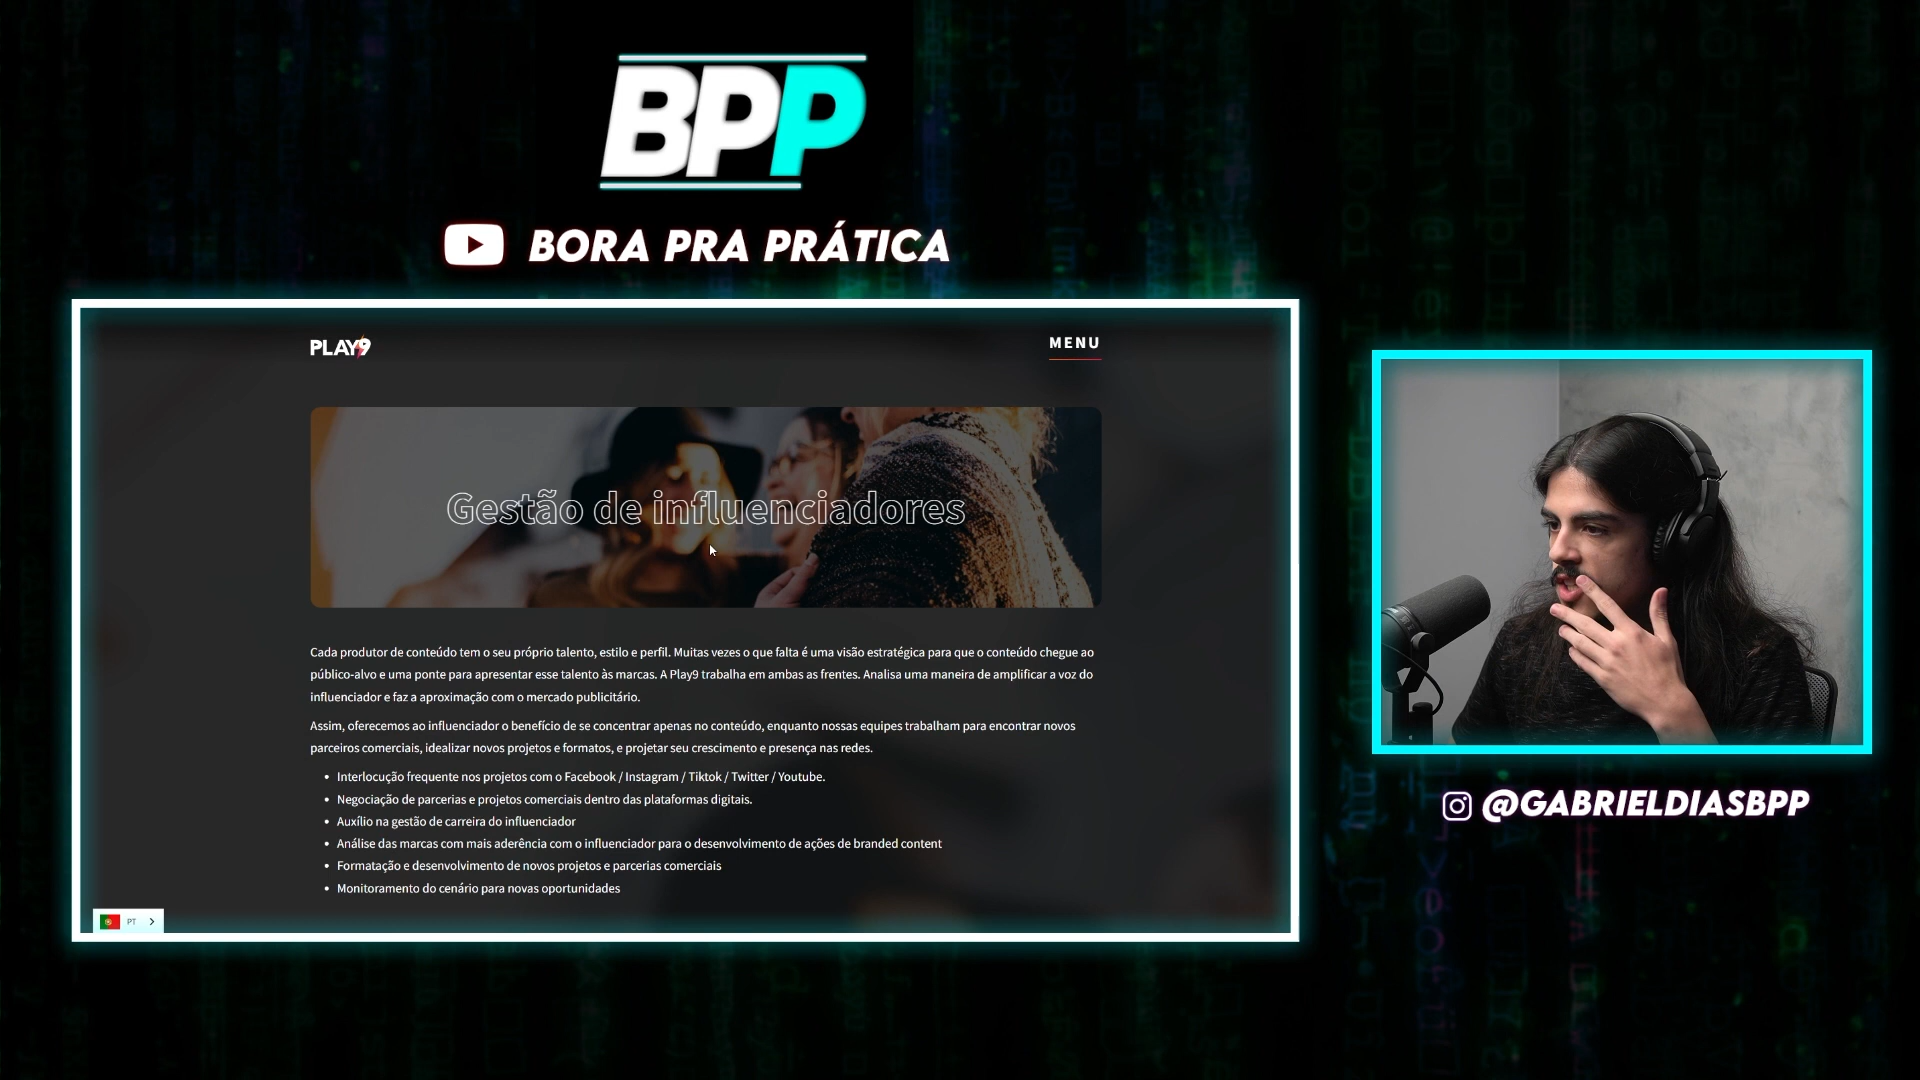 BPP
BORA PRA PRÁTICA
PLAY9
MENU
Gestão de influenciadores
Cada produtor de conteúdo tem o seu próprio talento, estilo e perfil. Muitas vezes o que falta é uma visão estratégica para que o conteúdo chegue ao
público-alvo e uma ponte para apresentar esse talento às marcas. A Play9 trabalha em ambas as frentes. Analisa uma maneira de amplificar a voz do
influenciador e faz a aproximação com o mercado publicitário.
Assim, oferecemos ao influenciador o benefício de se concentrar apenas no conteúdo, enquanto nossas equipes trabalham para encontrar novos
parceiros comerciais, idealizar novos projetos e formatos, e projetar seu crescimento e presença nas redes.
• Interlocução frequente nos projetos com o Facebook / Instagram / Tiktok / Twitter / Youtube.
• Negociação de parcerias e projetos comerciais dentro das plataformas digitais.
• Auxílio na gestão de carreira do influenciador
• Análise das marcas com mais aderência com o influenciador para o desenvolvimento de ações de branded content
• Formatação e desenvolvimento de novos projetos e parcerias comerciais
• Monitoramento do cenário para novas oportunidades
PT
@GABRIELDIASBPP